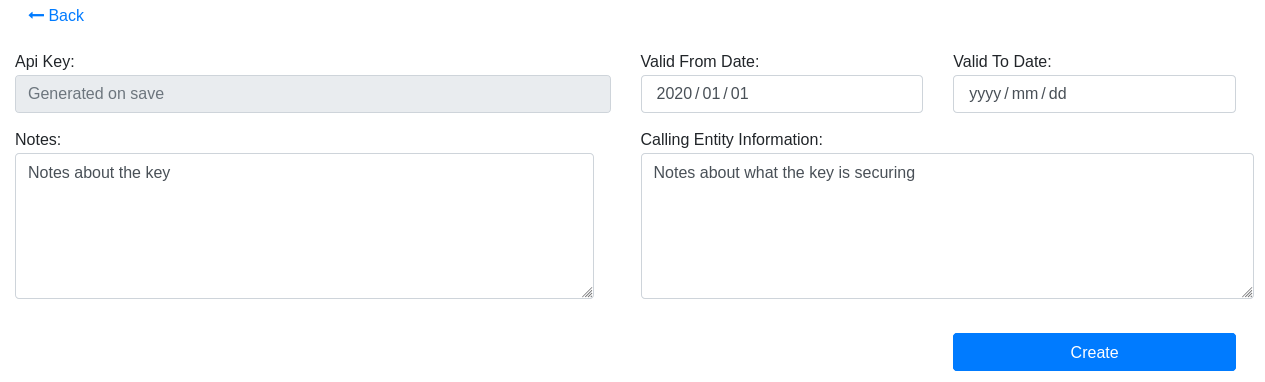 Back
Api Key:
Generated on save
Valid From Date:
2020/01/01
Valid To Date:
yyyy/mm/dd
Notes:
Notes about the key
Calling Entity Information:
Notes about what the key is securing
Create